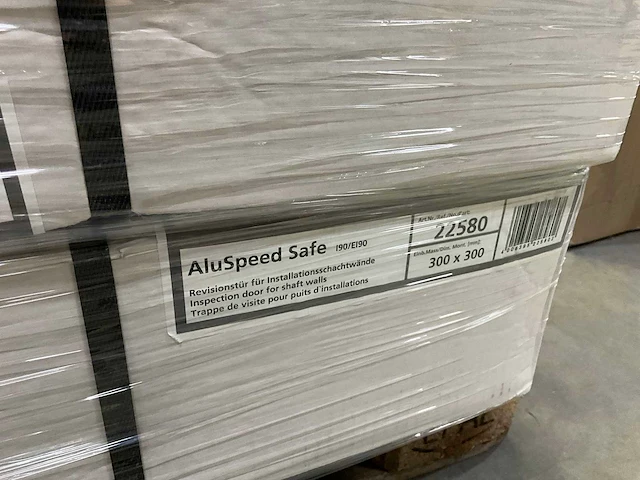 AluSpeed Safe I90/EI90
Revisionstür für Installationsschachtwände
Inspection door for shaft walls
Trappe de visite pour puits d'installations
22580
300 x 300